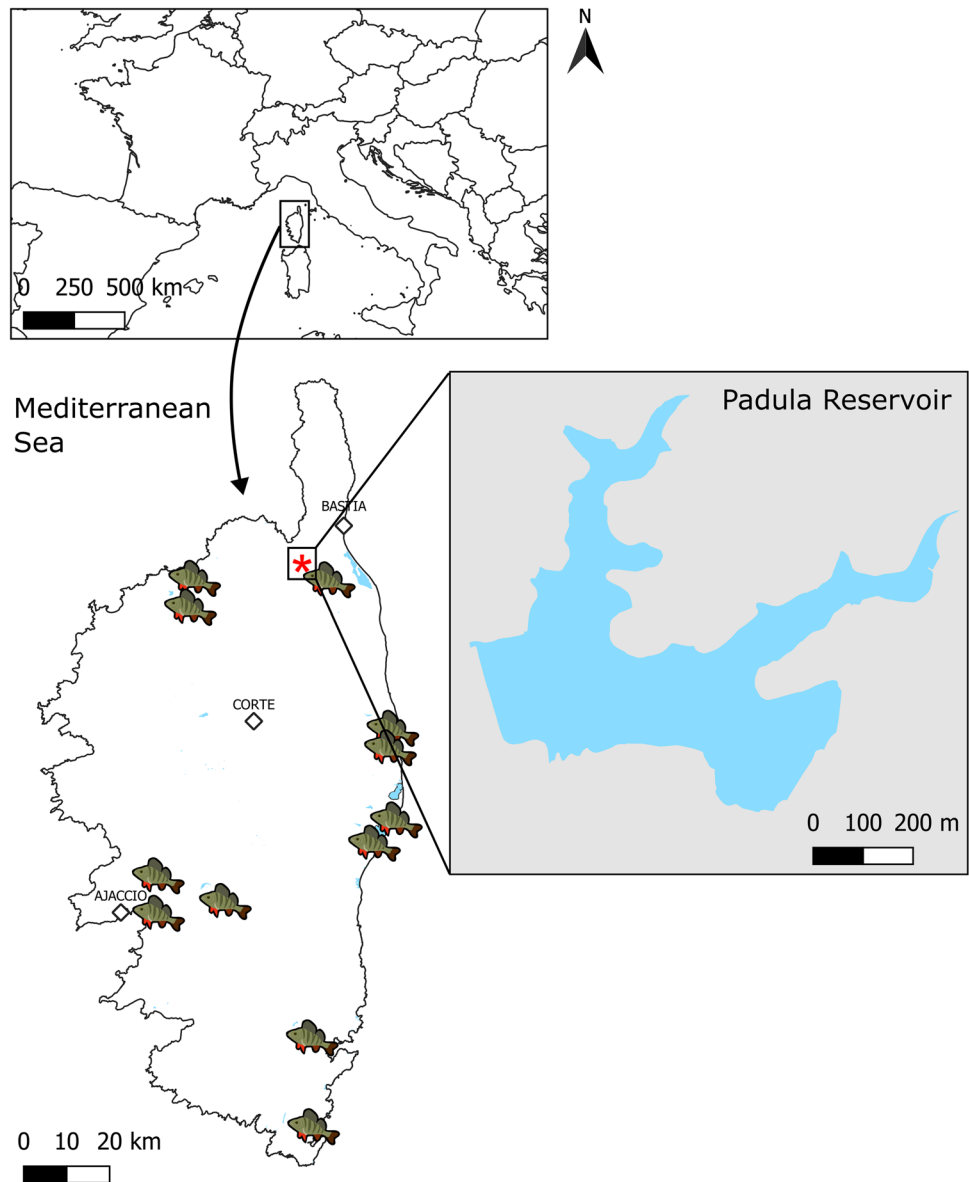 N
0 250 500 km
Mediterranean
Sea
Padula Reservoir
BASTIA
*
CORTE
0 100 200 m
AJACCIO
0 10 20 km